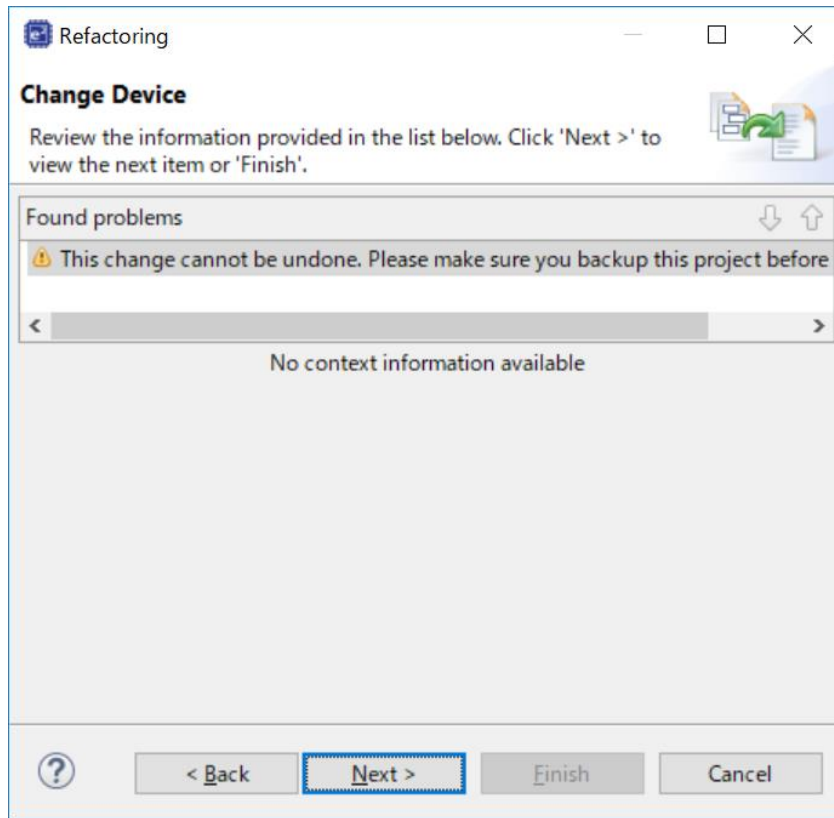 Refactoring
Change Device
Review the information provided in the list below. Click 'Next >' to
view the next item or 'Finish'.
Found problems
This change cannot be undone. Please make sure you backup this project before
No context information available
< Back
Next >
Finish
Cancel